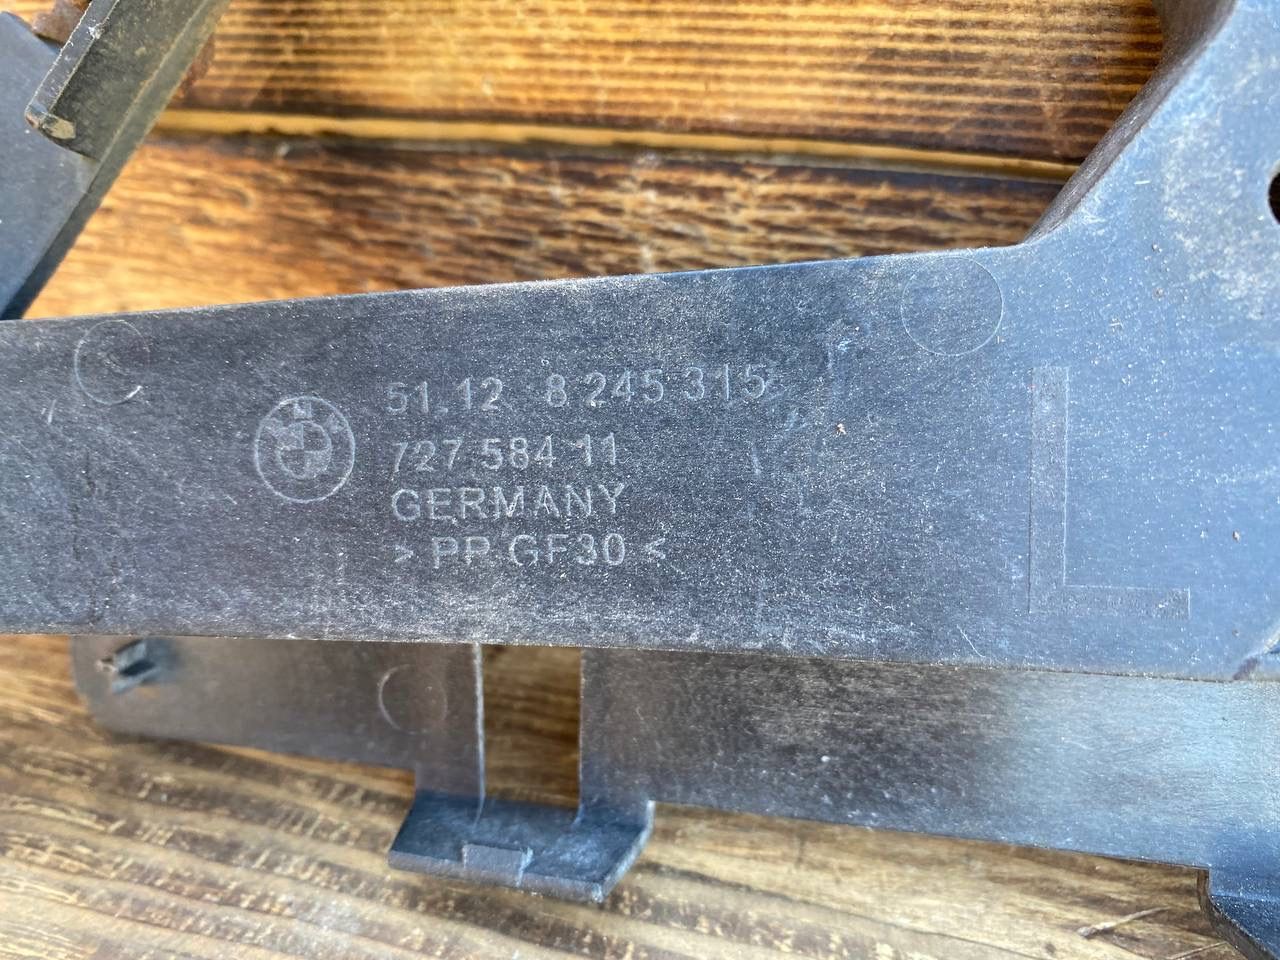 51.12 8 245 315
727 584 11
GERMANY
> PP GF30 <
L